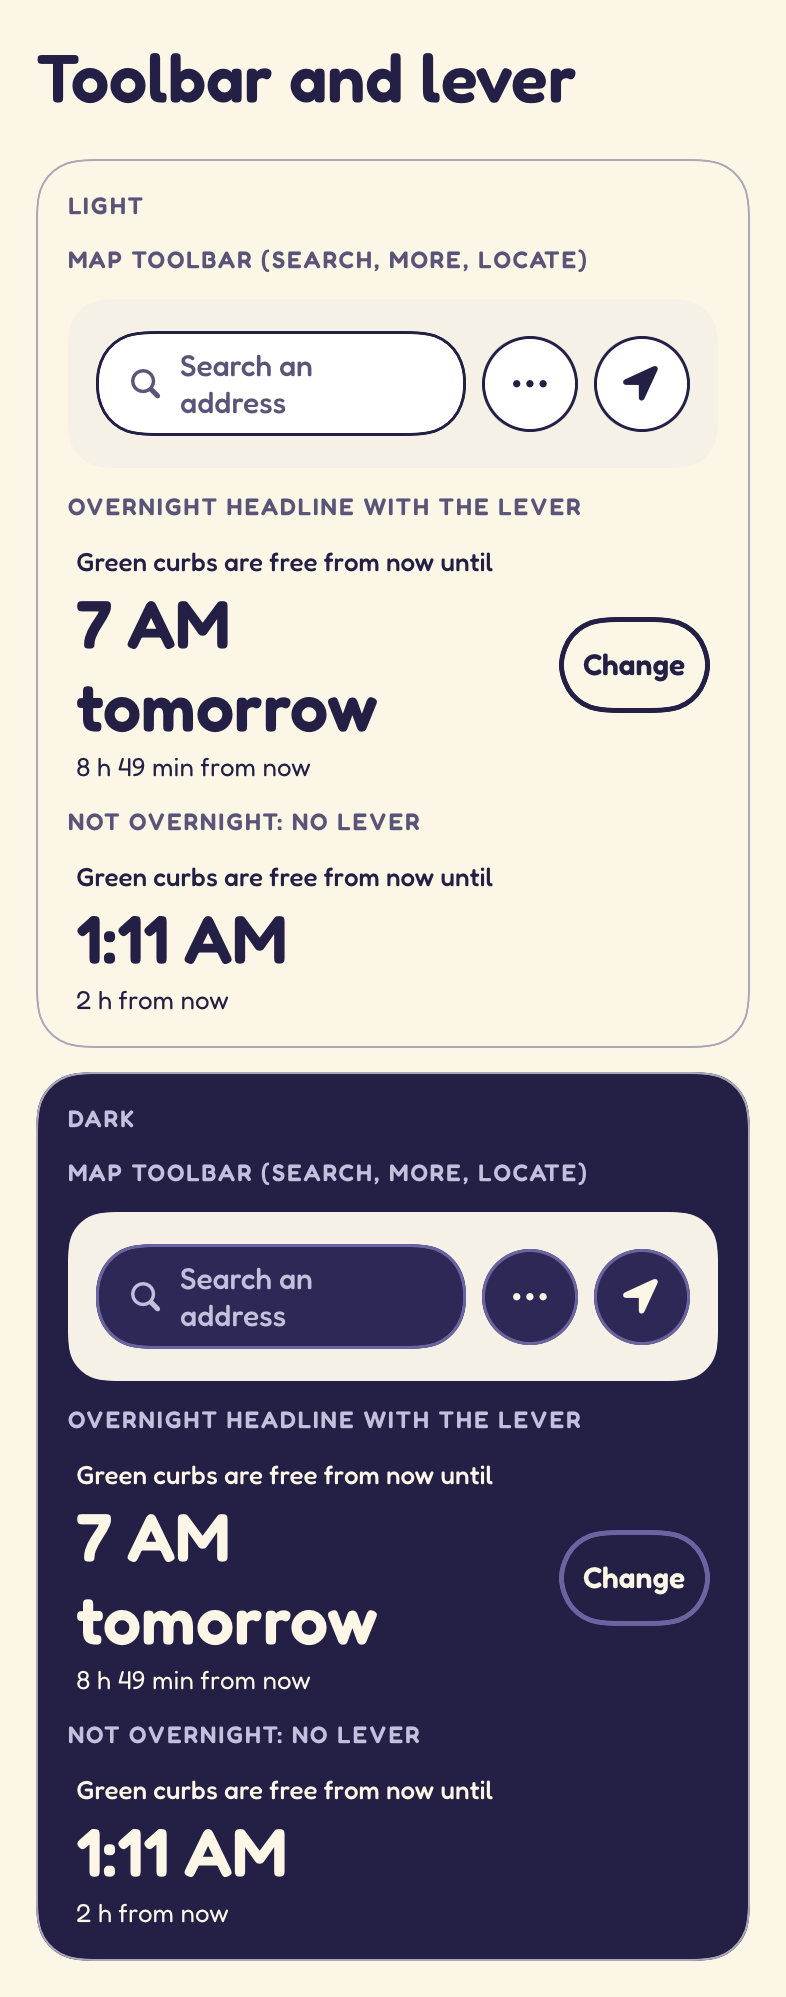 Toolbar and lever
LIGHT
MAP TOOLBAR (SEARCH, MORE, LOCATE)
Search an
address
OVERNIGHT HEADLINE WITH THE LEVER
Green curbs are free from now until
7 AM
tomorrow
Change
8 h 49 min from now
NOT OVERNIGHT: NO LEVER
Green curbs are free from now until
1:11 AM
2 h from now
DARK
MAP TOOLBAR (SEARCH, MORE, LOCATE)
Search an
address
OVERNIGHT HEADLINE WITH THE LEVER
Green curbs are free from now until
7 AM
tomorrow
Change
8 h 49 min from now
NOT OVERNIGHT: NO LEVER
Green curbs are free from now until
1:11 AM
2 h from now